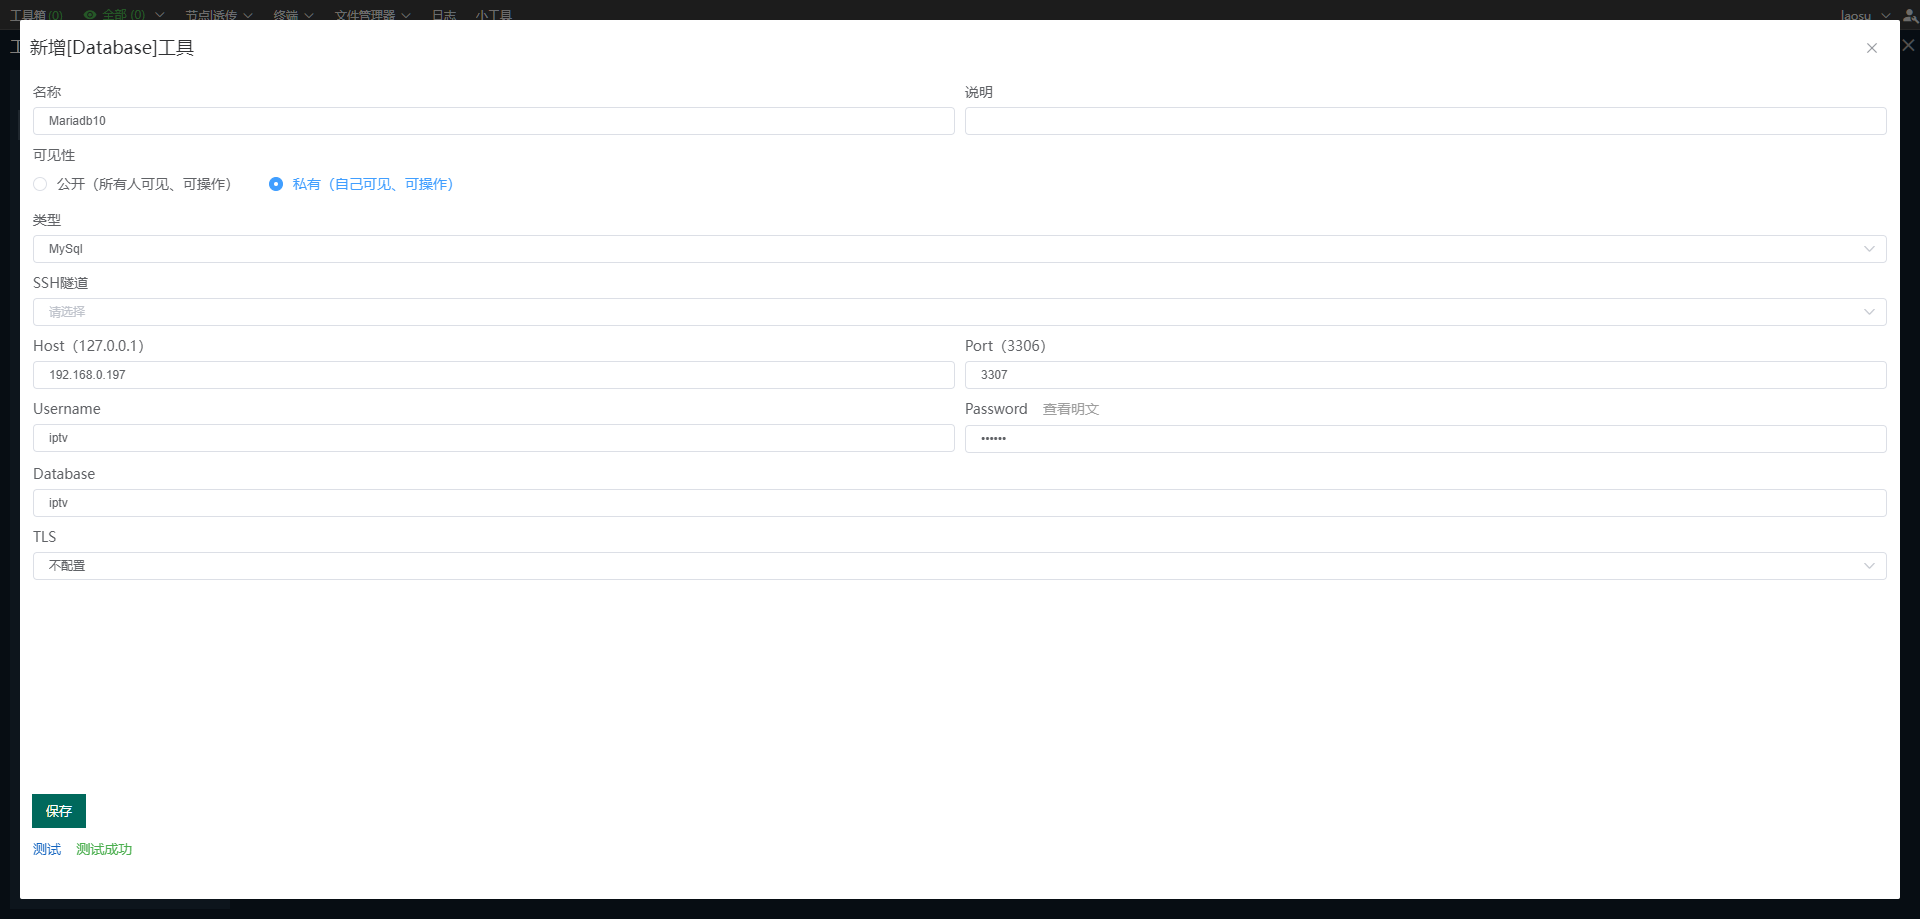 工具箱 (0) 全部 (0) 节点透传 终端 文件管理器 日志 小工具 laosu
新增[Database]工具
名称 说明
Mariadb10
可见性
公开（所有人可见、可操作） 私有（自己可见、可操作）
类型
MySql
SSH隧道
请选择
Host（127.0.0.1） Port（3306）
192.168.0.197 3307
Username Password 查看明文
iptv ••••••
Database
iptv
TLS
不配置
保存
测试 测试成功